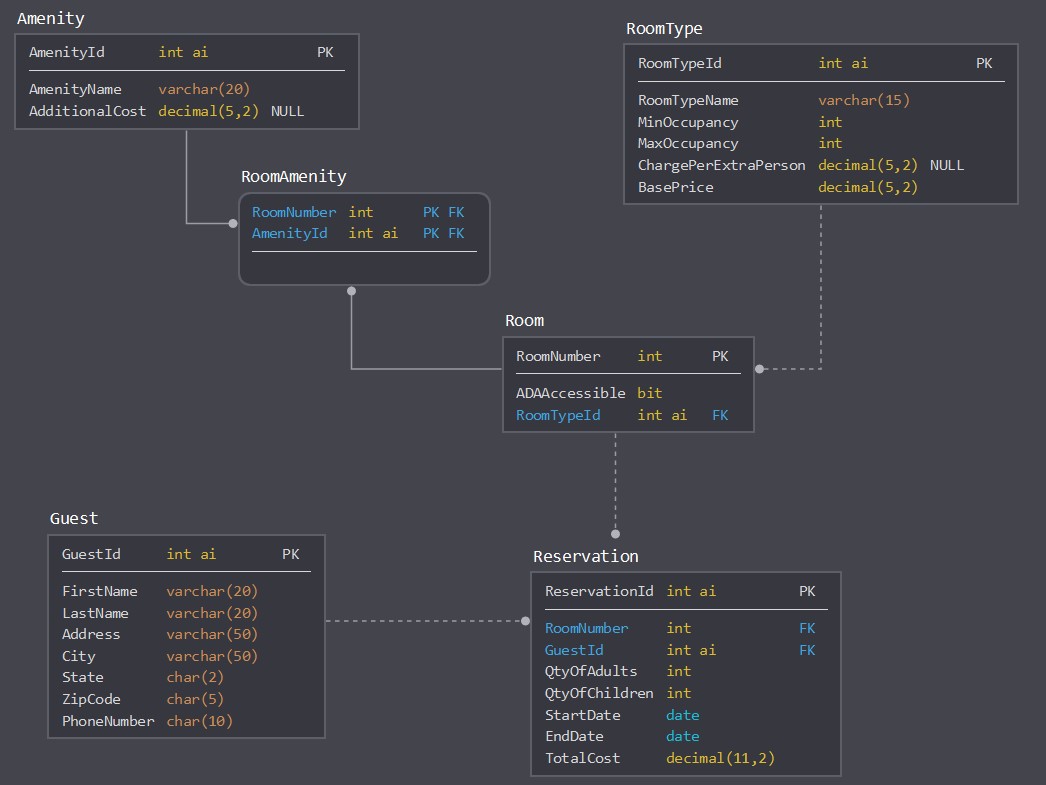 Amenity
AmenityId int ai PK
AmenityName varchar(20)
AdditionalCost decimal(5,2) NULL
RoomType
RoomTypeId int ai PK
RoomTypeName varchar(15)
MinOccupancy int
MaxOccupancy int
ChargePerExtraPerson decimal(5,2) NULL
BasePrice decimal(5,2)
RoomAmenity
RoomNumber int PK FK
AmenityId int ai PK FK
Room
RoomNumber int PK
ADAAccessible bit
RoomTypeId int ai FK
Guest
GuestId int ai PK
FirstName varchar(20)
LastName varchar(20)
Address varchar(50)
City varchar(50)
State char(2)
ZipCode char(5)
PhoneNumber char(10)
Reservation
ReservationId int ai PK
RoomNumber int FK
GuestId int ai FK
QtyOfAdults int
QtyOfChildren int
StartDate date
EndDate date
TotalCost decimal(11,2)